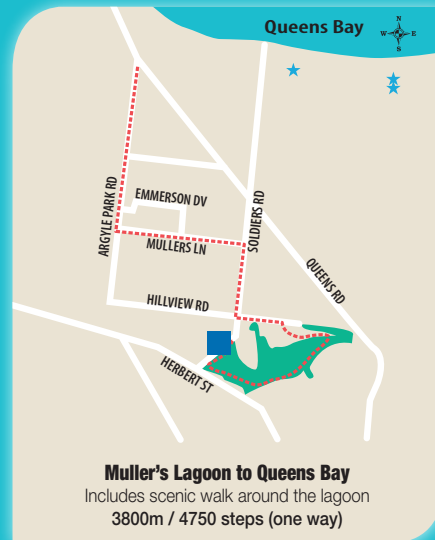 Queens Bay
N
W E
S
EMMERSON DV
ARGYLE PARK RD
MULLERS LN
SOLDIERS RD
QUEENS RD
HILLVIEW RD
HERBERT ST
Muller's Lagoon to Queens Bay
Includes scenic walk around the lagoon
3800m / 4750 steps (one way)